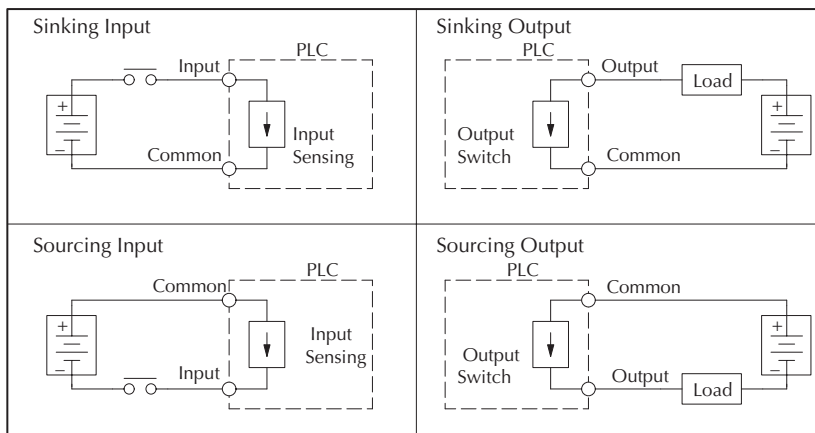 Sinking Input
PLC
Input
+
−
Input
Sensing
Common
Sinking Output
PLC
Output
Load
+
−
Output
Switch
Common
Sourcing Input
PLC
Common
+
−
Input
Sensing
Input
Sourcing Output
PLC
Common
+
−
Output
Switch
Output
Load